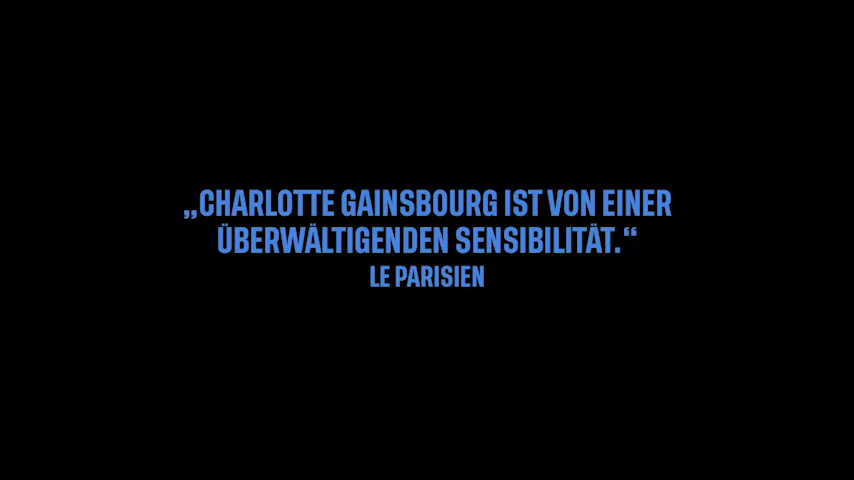 „CHARLOTTE GAINSBOURG IST VON EINER
ÜBERWÄLTIGENDEN SENSIBILITÄT.“
LE PARISIEN